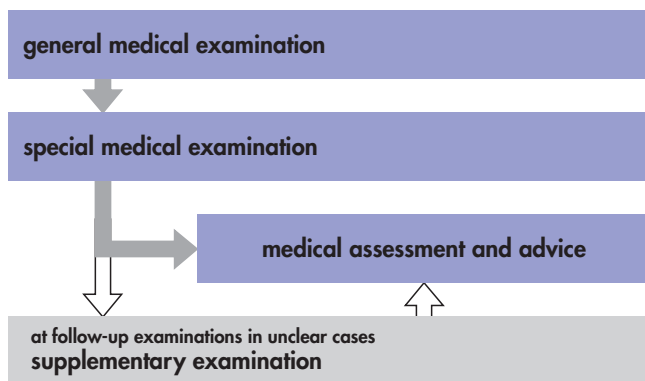 general medical examination
special medical examination
medical assessment and advice
at follow-up examinations in unclear cases
supplementary examination